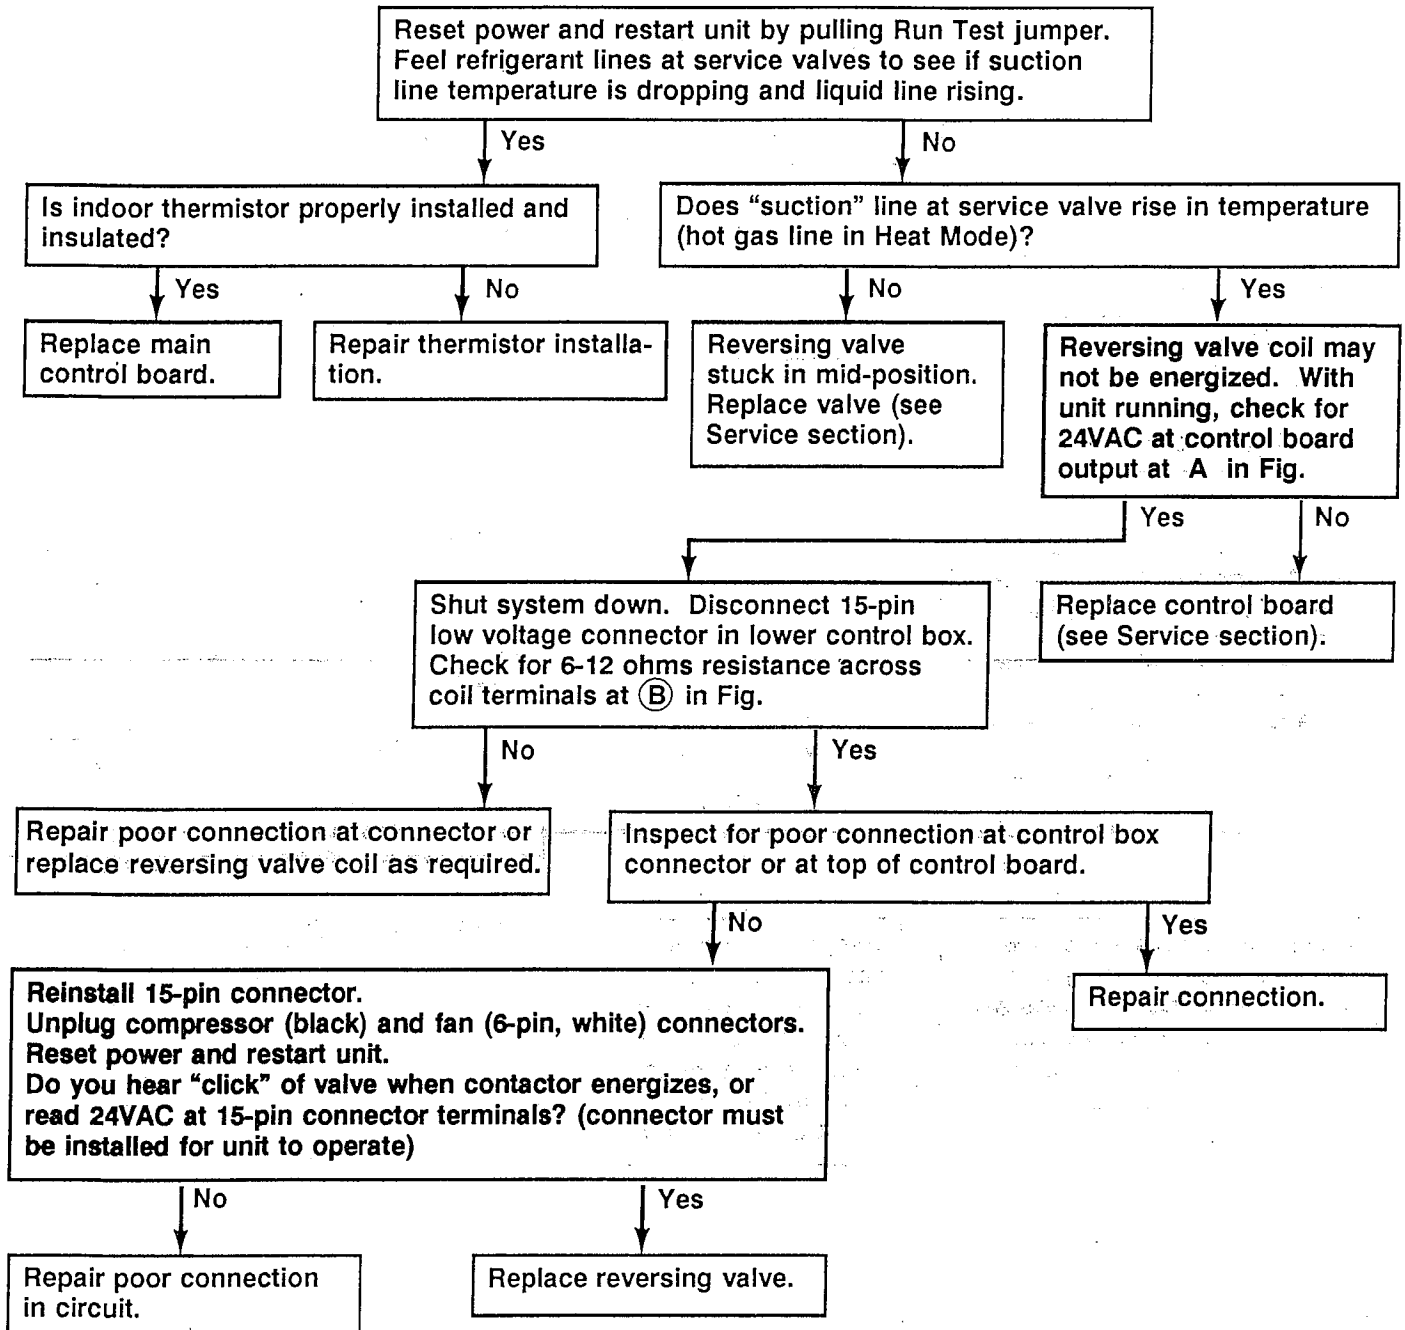 Reset power and restart unit by pulling Run Test jumper.
Feel refrigerant lines at service valves to see if suction
line temperature is dropping and liquid line rising.
Yes
No
Is indoor thermistor properly installed and
insulated?
Does “suction” line at service valve rise in temperature
(hot gas line in Heat Mode)?
Yes
No
No
Yes
Replace main
control board.
Repair thermistor installa-
tion.
Reversing valve
stuck in mid-position.
Replace valve (see
Service section).
Reversing valve coil may
not be energized. With
unit running, check for
24VAC at control board
output at A in Fig.
Yes
No
Shut system down. Disconnect 15-pin
low voltage connector in lower control box.
Check for 6-12 ohms resistance across
coil terminals at B in Fig.
Replace control board
(see Service section).
No
Yes
Repair poor connection at connector or
replace reversing valve coil as required.
Inspect for poor connection at control box
connector or at top of control board.
No
Yes
Reinstall 15-pin connector.
Unplug compressor (black) and fan (6-pin, white) connectors.
Reset power and restart unit.
Do you hear “click” of valve when contactor energizes, or
read 24VAC at 15-pin connector terminals? (connector must
be installed for unit to operate)
Repair connection.
No
Yes
Repair poor connection
in circuit.
Replace reversing valve.